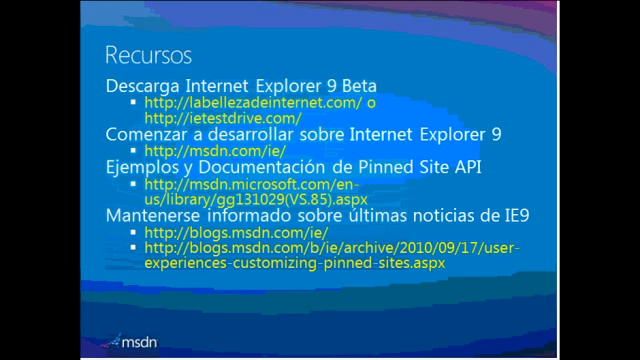 Recursos
Descarga Internet Explorer 9 Beta
http://labellezadeinternet.com/ o
http://ietestdrive.com/
Comenzar a desarrollar sobre Internet Explorer 9
http://msdn.com/ie/
Ejemplos y Documentación de Pinned Site API
http://msdn.microsoft.com/en-
us/library/gg131029(VS.85).aspx
Mantenerse informado sobre últimas noticias de IE9
http://blogs.msdn.com/ie/
http://blogs.msdn.com/b/ie/archive/2010/09/17/user-
experiences-customizing-pinned-sites.aspx
msdn